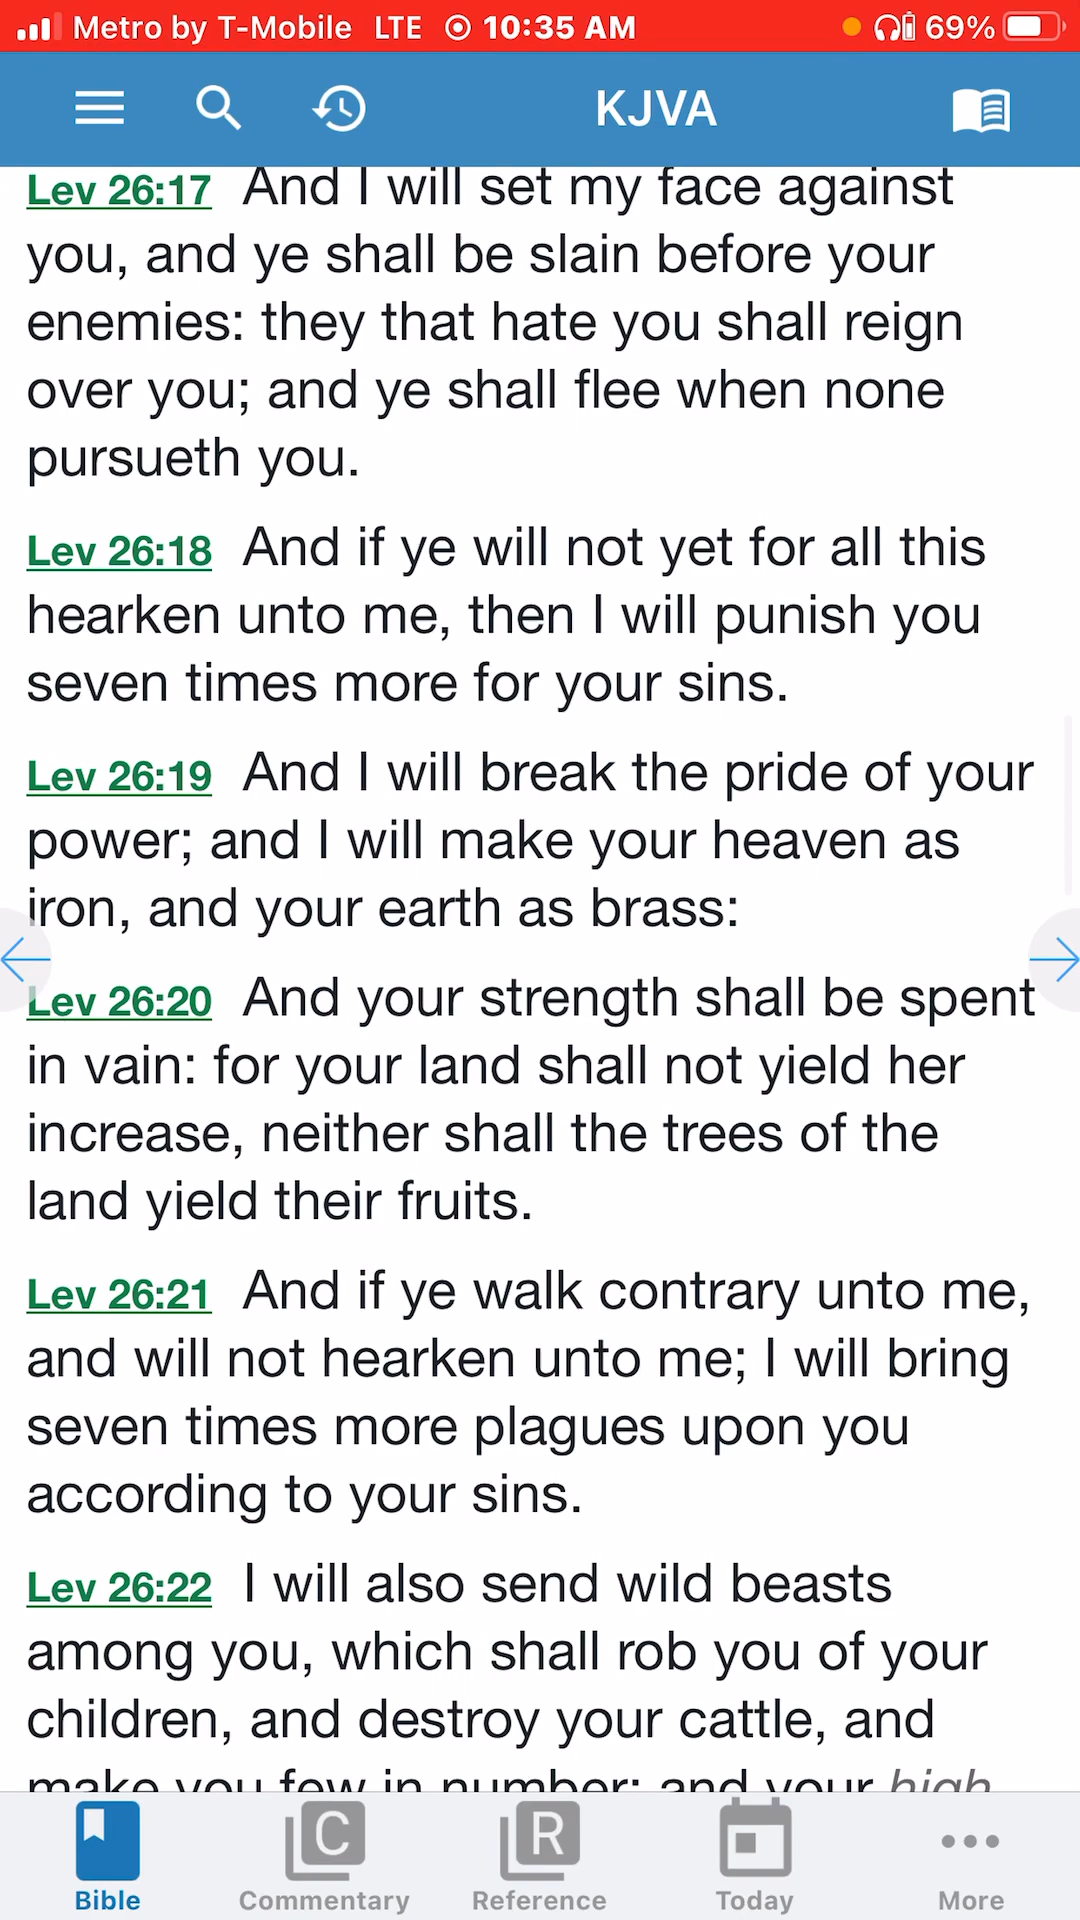 Metro by T-Mobile LTE 10:35 AM 69%
KJVA
Lev 26:17 And I will set my face against
you, and ye shall be slain before your
enemies: they that hate you shall reign
over you; and ye shall flee when none
pursueth you.
Lev 26:18 And if ye will not yet for all this
hearken unto me, then I will punish you
seven times more for your sins.
Lev 26:19 And I will break the pride of your
power; and I will make your heaven as
iron, and your earth as brass:
Lev 26:20 And your strength shall be spent
in vain: for your land shall not yield her
increase, neither shall the trees of the
land yield their fruits.
Lev 26:21 And if ye walk contrary unto me,
and will not hearken unto me; I will bring
seven times more plagues upon you
according to your sins.
Lev 26:22 I will also send wild beasts
among you, which shall rob you of your
children, and destroy your cattle, and
make you few in number; and your high
C R
Bible Commentary Reference Today More